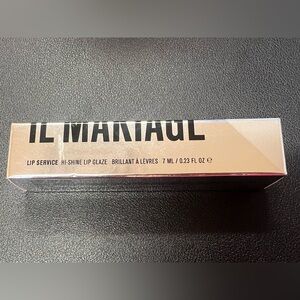 IL MAKIAGE
LIP SERVICE HI-SHINE LIP GLAZE BRILLANT À LÈVRES 7 ML / 0.23 FL OZ ℮